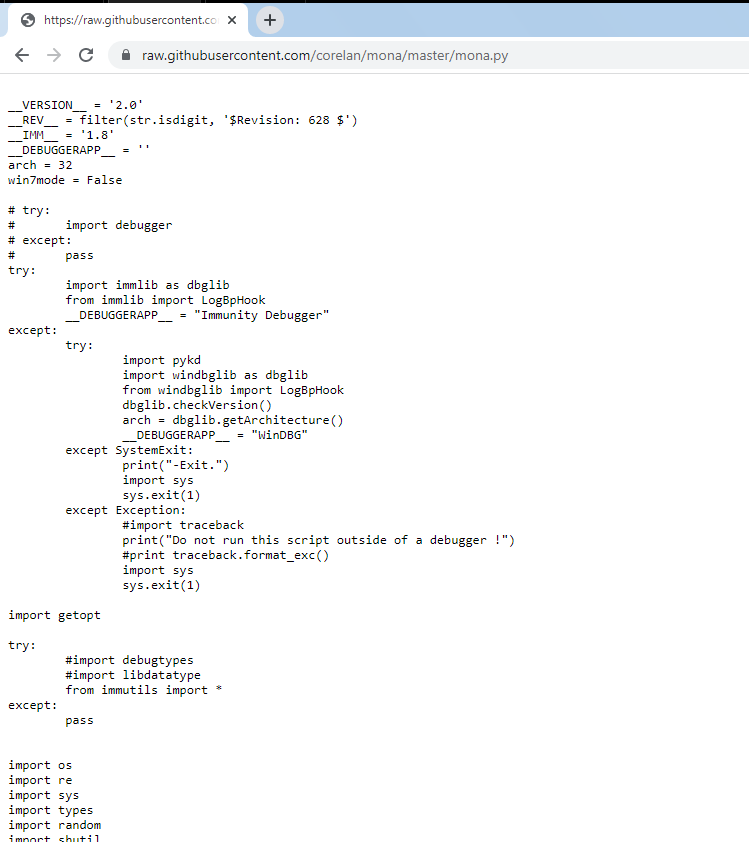 https://raw.githubusercontent.co
raw.githubusercontent.com/corelan/mona/master/mona.py
__VERSION__ = '2.0'
__REV__ = filter(str.isdigit, '$Revision: 628 $')
__IMM__ = '1.8'
__DEBUGGERAPP__ = ''
arch = 32
win7mode = False
# try:
#	import debugger
# except:
#	pass
try:
	import immlib as dbglib
	from immlib import LogBpHook
	__DEBUGGERAPP__ = "Immunity Debugger"
except:
	try:
		import pykd
		import windbglib as dbglib
		from windbglib import LogBpHook
		dbglib.checkVersion()
		arch = dbglib.getArchitecture()
		__DEBUGGERAPP__ = "WinDBG"
	except SystemExit:
		print("-Exit.")
		import sys
		sys.exit(1)
	except Exception:
		#import traceback
		print("Do not run this script outside of a debugger !")
		#print traceback.format_exc()
		import sys
		sys.exit(1)
import getopt
try:
	#import debugtypes
	#import libdatatype
	from immutils import *
except:
	pass
import os
import re
import sys
import types
import random
import shutil